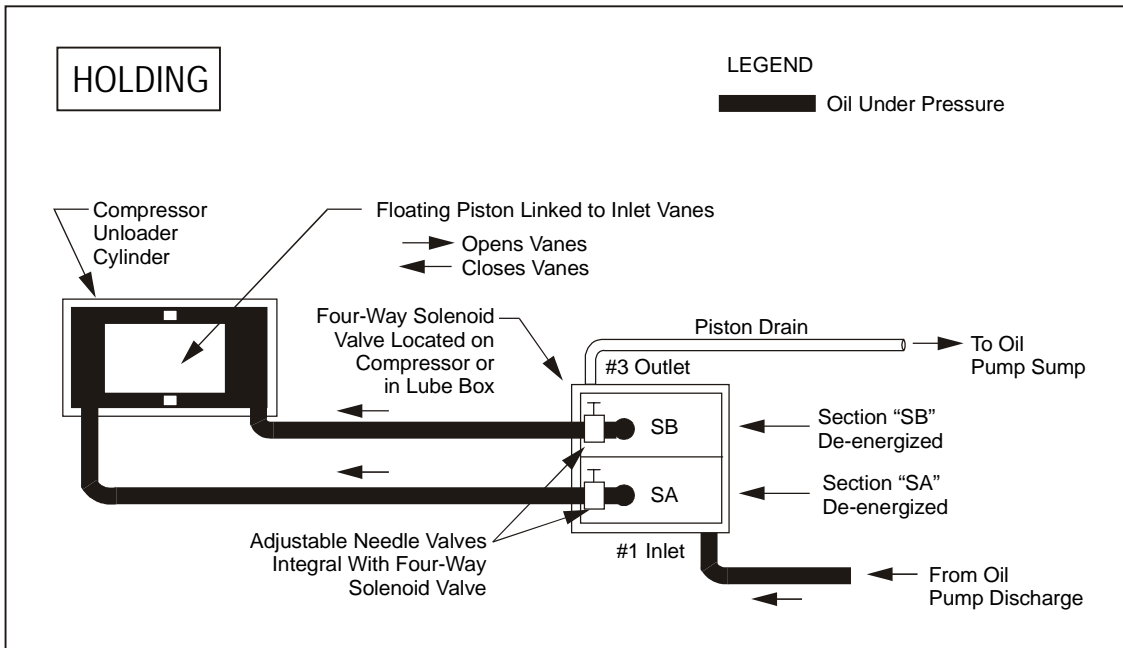 HOLDING
LEGEND
Oil Under Pressure
Compressor
Unloader
Cylinder
Floating Piston Linked to Inlet Vanes
Opens Vanes
Closes Vanes
Four-Way Solenoid
Valve Located on
Compressor or
in Lube Box
Piston Drain
To Oil
Pump Sump
#3 Outlet
SB
Section “SB”
De-energized
SA
Section “SA”
De-energized
Adjustable Needle Valves
Integral With Four-Way
Solenoid Valve
#1 Inlet
From Oil
Pump Discharge